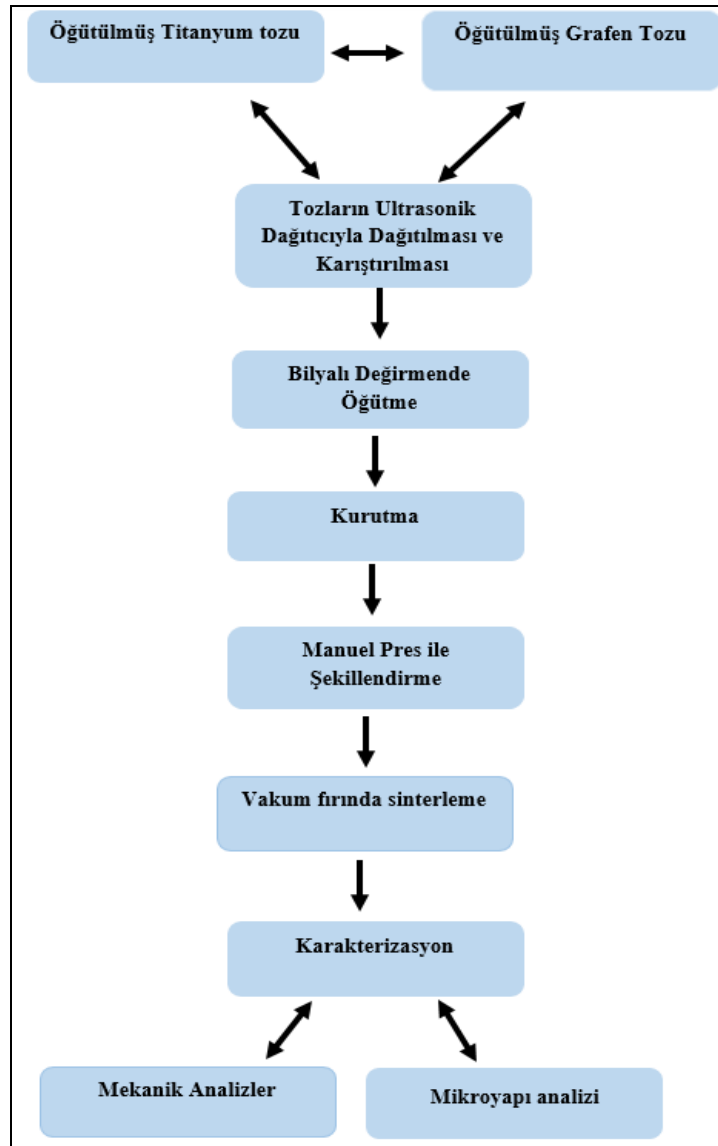 Öğütülmüş Titanyum tozu
Öğütülmüş Grafen Tozu
Tozların Ultrasonik
Dağıtıcıyla Dağıtılması ve
Karıştırılması
Bilyalı Değirmende
Öğütme
Kurutma
Manuel Pres ile
Şekillendirme
Vakum fırında sinterleme
Karakterizasyon
Mekanik Analizler
Mikroyapı analizi